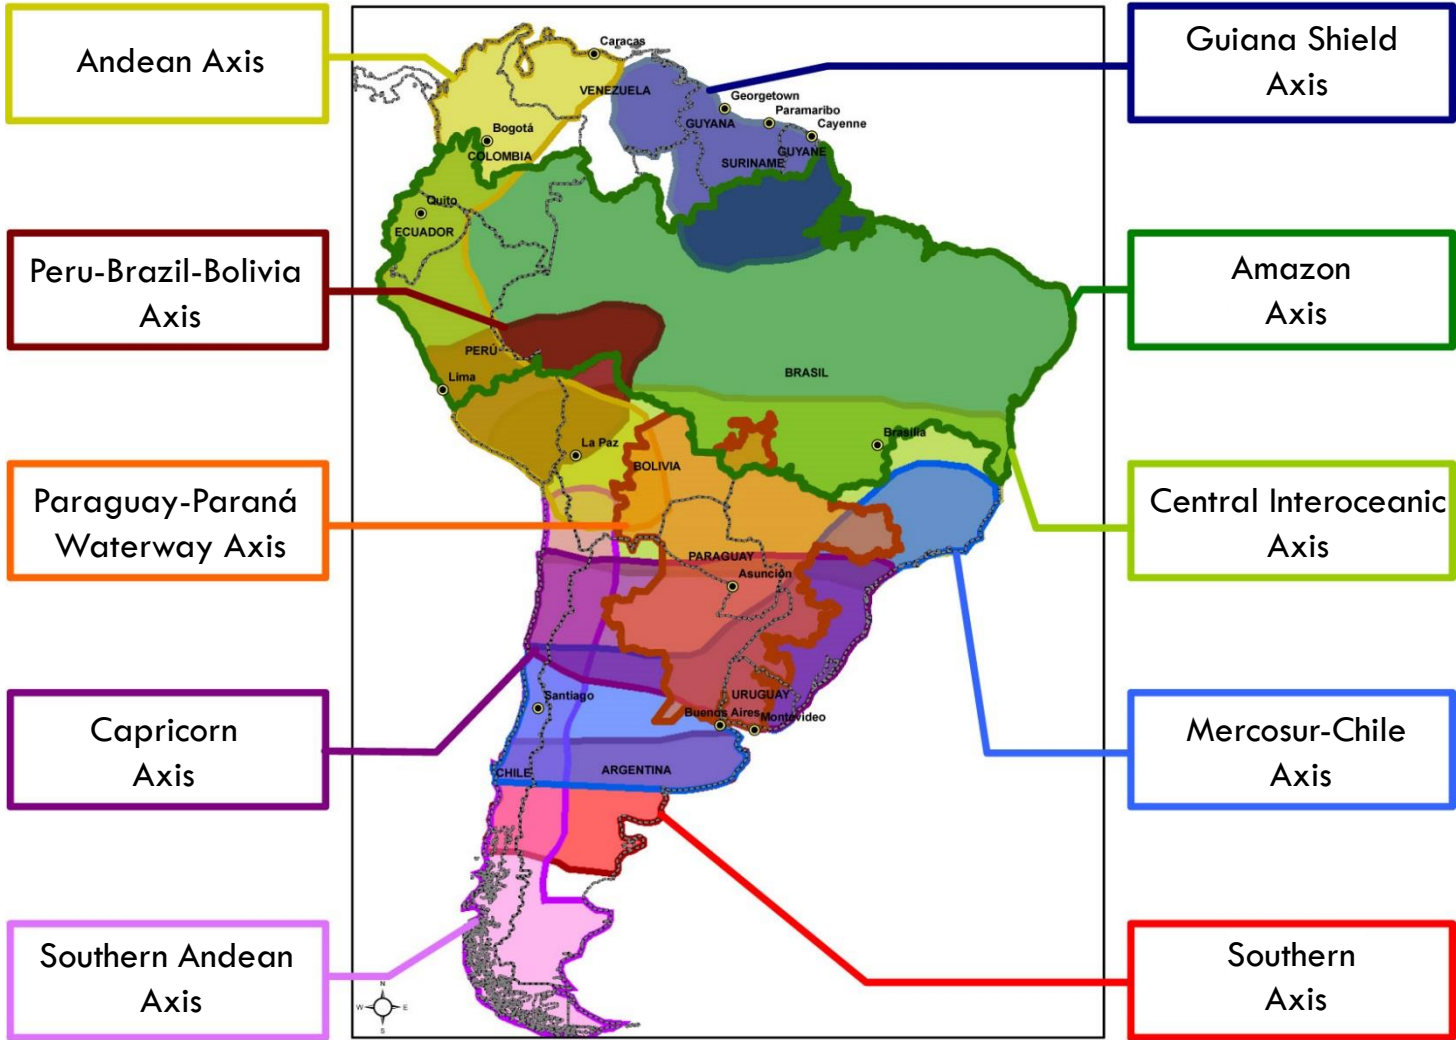 Andean Axis
Peru-Brazil-Bolivia
Axis
Paraguay-Paraná
Waterway Axis
Capricorn
Axis
Southern Andean
Axis
Caracas
VENEZUELA
Georgetown
Paramaribo
GUYANA
Cayenne
Bogotá
COLOMBIA
GUYANE
SURINAME
Quito
ECUADOR
PERÚ
Lima
BRASIL
Brasilia
La Paz
BOLIVIA
PARAGUAY
Asunción
Santiago
URUGUAY
Buenos Aires
Montevideo
CHILE
ARGENTINA
N
W
E
S
Guiana Shield
Axis
Amazon
Axis
Central Interoceanic
Axis
Mercosur-Chile
Axis
Southern
Axis